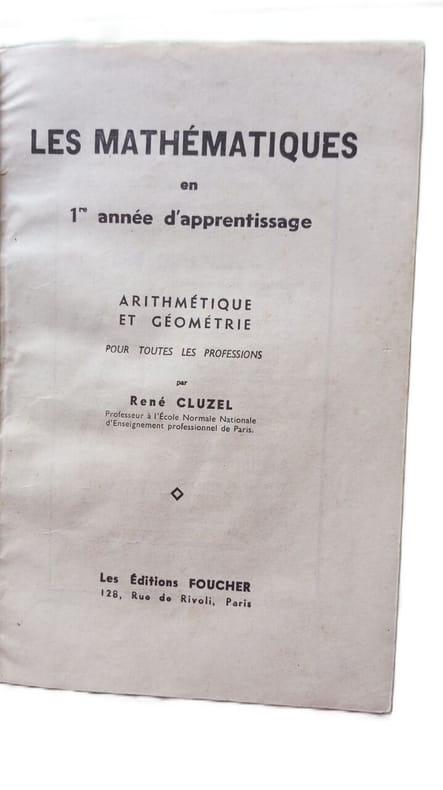 LES MATHÉMATIQUES
en
1re année d'apprentissage
ARITHMÉTIQUE
ET GÉOMÉTRIE
POUR TOUTES LES PROFESSIONS
par
René CLUZEL
Professeur à l'École Normale Nationale
d'Enseignement professionnel de Paris.
Les Éditions FOUCHER
128, Rue de Rivoli, Paris